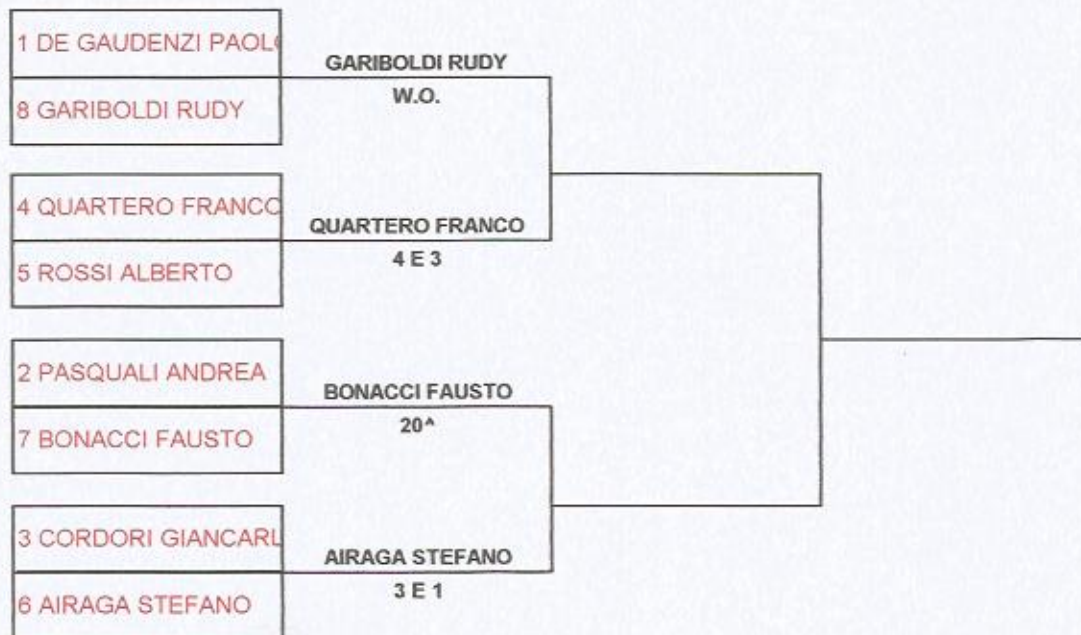 1 DE GAUDENZI PAOLO
8 GARIBOLDI RUDY
GARIBOLDI RUDY
W.O.
4 QUARTERO FRANCO
5 ROSSI ALBERTO
QUARTERO FRANCO
4 E 3
2 PASQUALI ANDREA
7 BONACCI FAUSTO
BONACCI FAUSTO
20^
3 CORDORI GIANCARL
6 AIRAGA STEFANO
AIRAGA STEFANO
3 E 1